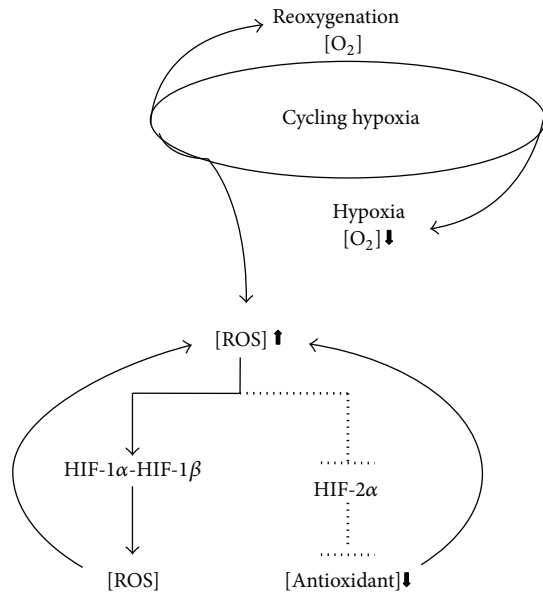 Reoxygenation
[O₂]
Cycling hypoxia
Hypoxia
[O₂]
[ROS]
HIF-1α-HIF-1β
HIF-2α
[ROS]
[Antioxidant]